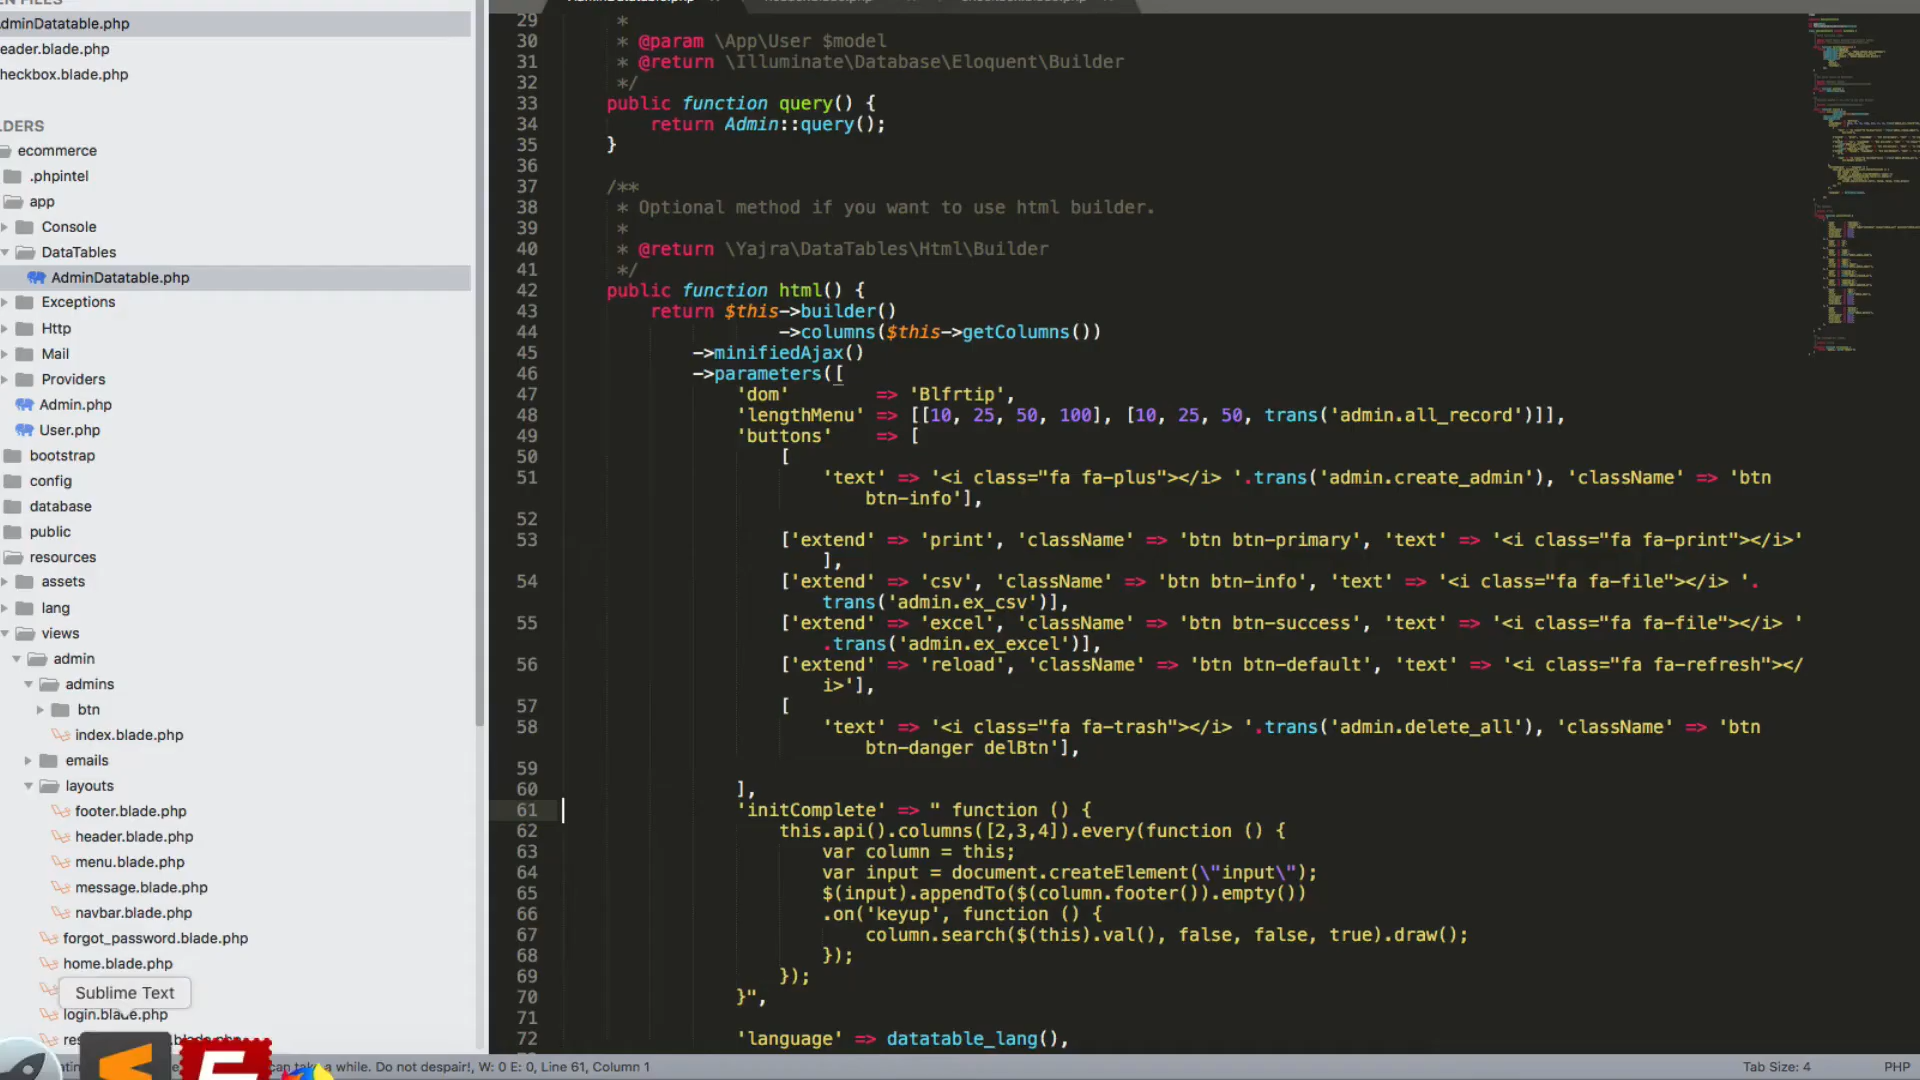 AdminDatatable.php
eader.blade.php
heckbox.blade.php
LDERS
ecommerce
.phpintel
app
Console
DataTables
AdminDatatable.php
Exceptions
Http
Mail
Providers
Admin.php
User.php
bootstrap
config
database
public
resources
assets
lang
views
admin
admins
btn
index.blade.php
emails
layouts
footer.blade.php
header.blade.php
menu.blade.php
message.blade.php
navbar.blade.php
forgot_password.blade.php
home.blade.php
Sublime Text
login.blade.php
29 *
30 * @param \App\User $model
31 * @return \Illuminate\Database\Eloquent\Builder
32 */
33 public function query() {
34 return Admin::query();
35 }
36
37 /**
38 * Optional method if you want to use html builder.
39 *
40 * @return \Yajra\DataTables\Html\Builder
41 */
42 public function html() {
43 return $this->builder()
44 ->columns($this->getColumns())
45 ->minifiedAjax()
46 ->parameters([
47 'dom' => 'Blfrtip',
48 'lengthMenu' => [[10, 25, 50, 100], [10, 25, 50, trans('admin.all_record')]],
49 'buttons' => [
50 [
51 'text' => '<i class="fa fa-plus"></i> '.trans('admin.create_admin'), 'className' => 'btn
btn-info'],
52
53 ['extend' => 'print', 'className' => 'btn btn-primary', 'text' => '<i class="fa fa-print"></i>'
],
54 ['extend' => 'csv', 'className' => 'btn btn-info', 'text' => '<i class="fa fa-file"></i> '.
trans('admin.ex_csv')],
55 ['extend' => 'excel', 'className' => 'btn btn-success', 'text' => '<i class="fa fa-file"></i> '
.trans('admin.ex_excel')],
56 ['extend' => 'reload', 'className' => 'btn btn-default', 'text' => '<i class="fa fa-refresh"></
i>'],
57 [
58 'text' => '<i class="fa fa-trash"></i> '.trans('admin.delete_all'), 'className' => 'btn
btn-danger delBtn'],
59
60 ],
61 'initComplete' => " function () {
62 this.api().columns([2,3,4]).every(function () {
63 var column = this;
64 var input = document.createElement(\"input\");
65 $(input).appendTo($(column.footer()).empty())
66 .on('keyup', function () {
67 column.search($(this).val(), false, false, true).draw();
68 });
69 });
70 }",
71
72 'language' => datatable_lang(),
can take a while. Do not despair!, W: 0 E: 0, Line 61, Column 1
Tab Size: 4
PHP